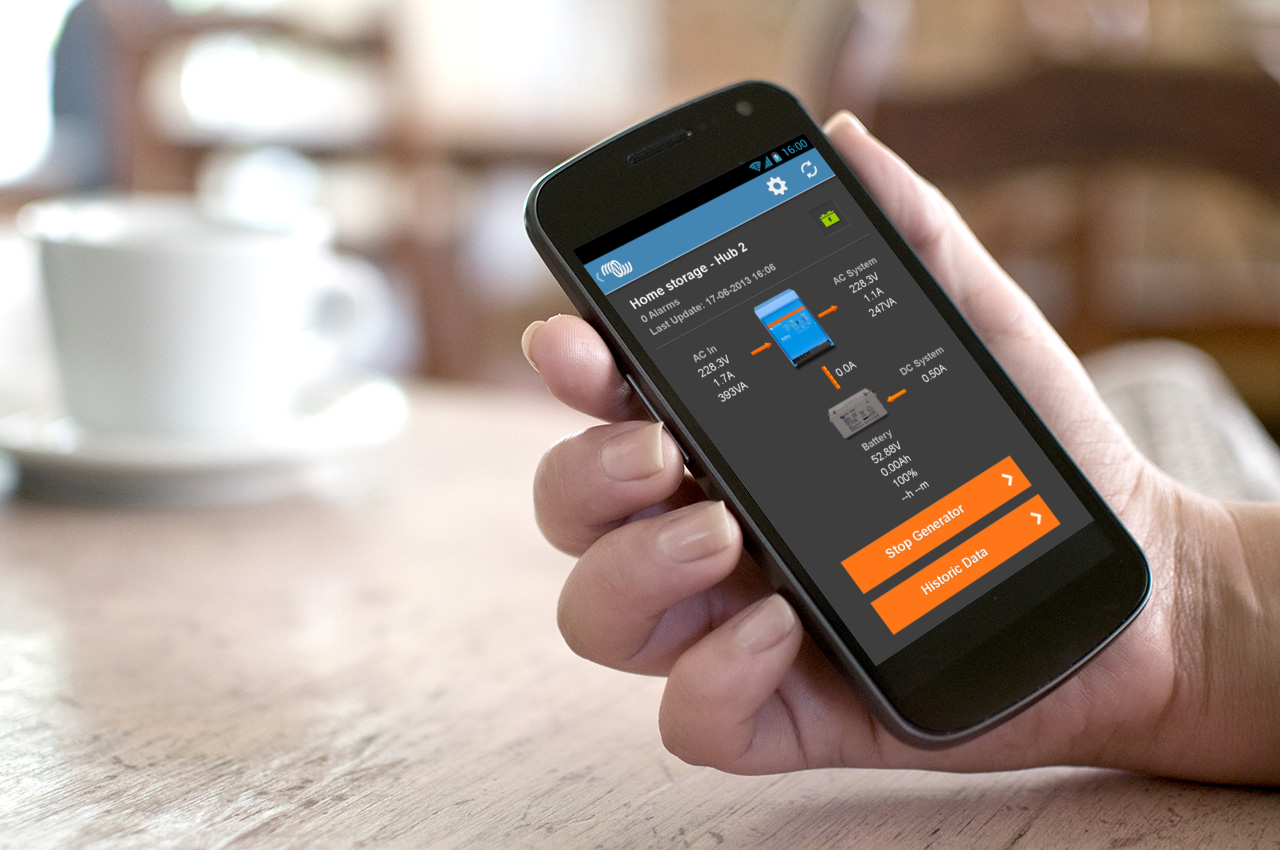 16:00
Home storage - Hub 2
0 Alarms
Last Update: 17-06-2013 16:06
AC In
228.3V
1.7A
393VA
AC System
228.3V
1.1A
247VA
0.0A
DC System
0.50A
Battery
52.88V
0.00Ah
100%
--h --m
Stop Generator
Historic Data